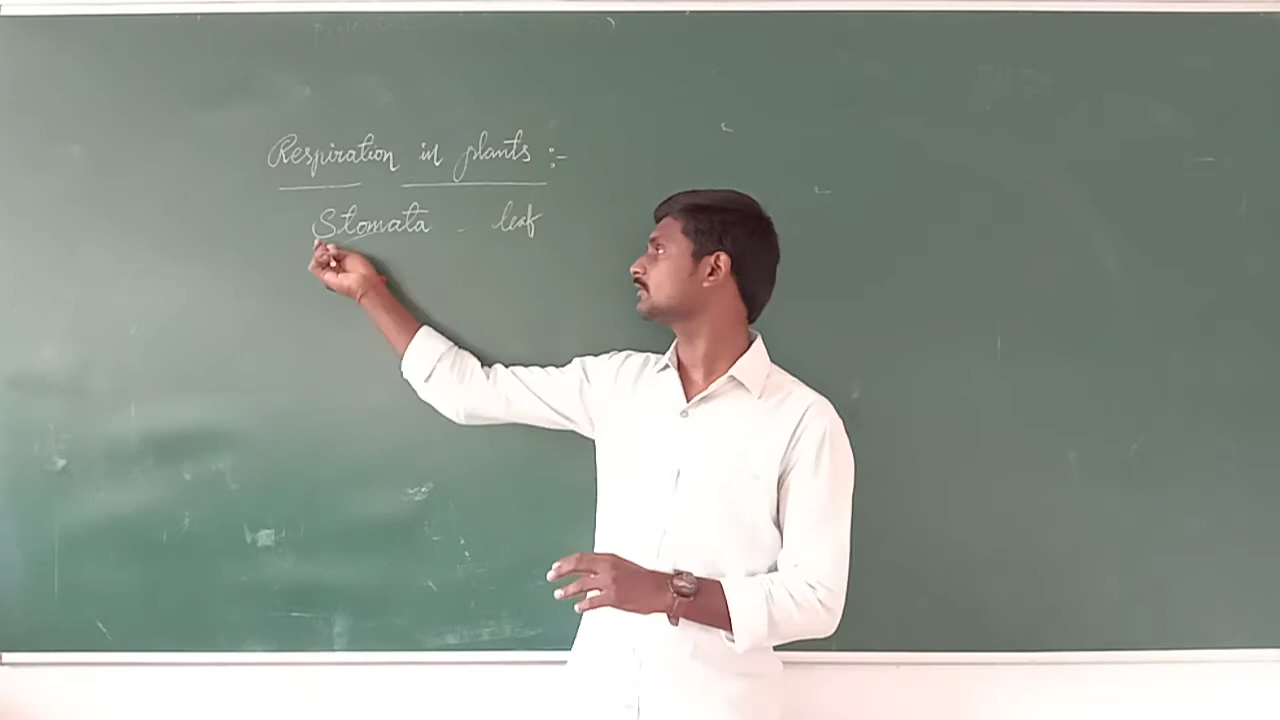 Respiration in plants :-
Stomata - leaf